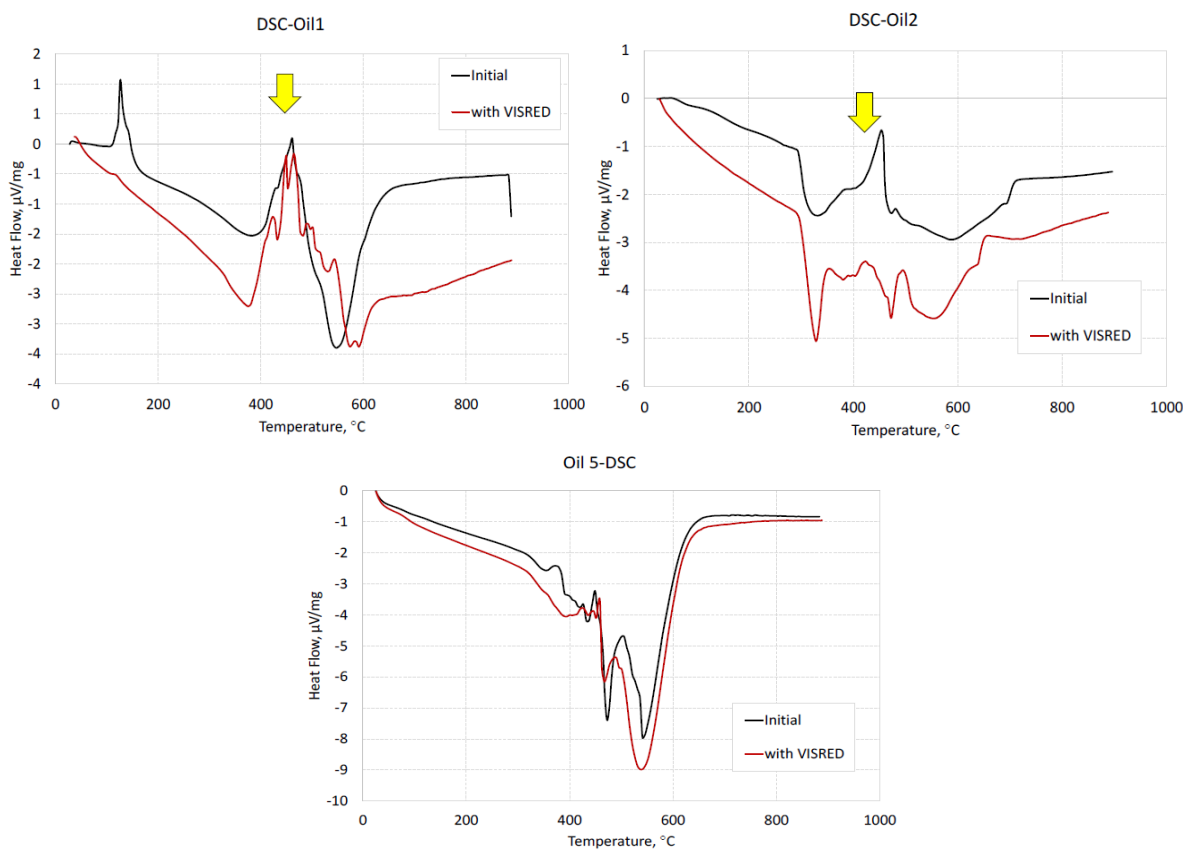 DSC-Oil1
2
1
1
0
-1
-1
-2
-2
-3
-3
-4
-4
Heat Flow, µV/mg
0 200 400 600 800 1000
Temperature, °C
Initial
with VISRED
DSC-Oil2
1
0
-1
-2
-3
-4
-5
-6
Heat Flow, µV/mg
0 200 400 600 800 1000
Temperature, °C
Initial
with VISRED
Oil 5-DSC
0
-1
-2
-3
-4
-5
-6
-7
-8
-9
-10
Heat Flow, µV/mg
0 200 400 600 800 1000
Temperature, °C
Initial
with VISRED